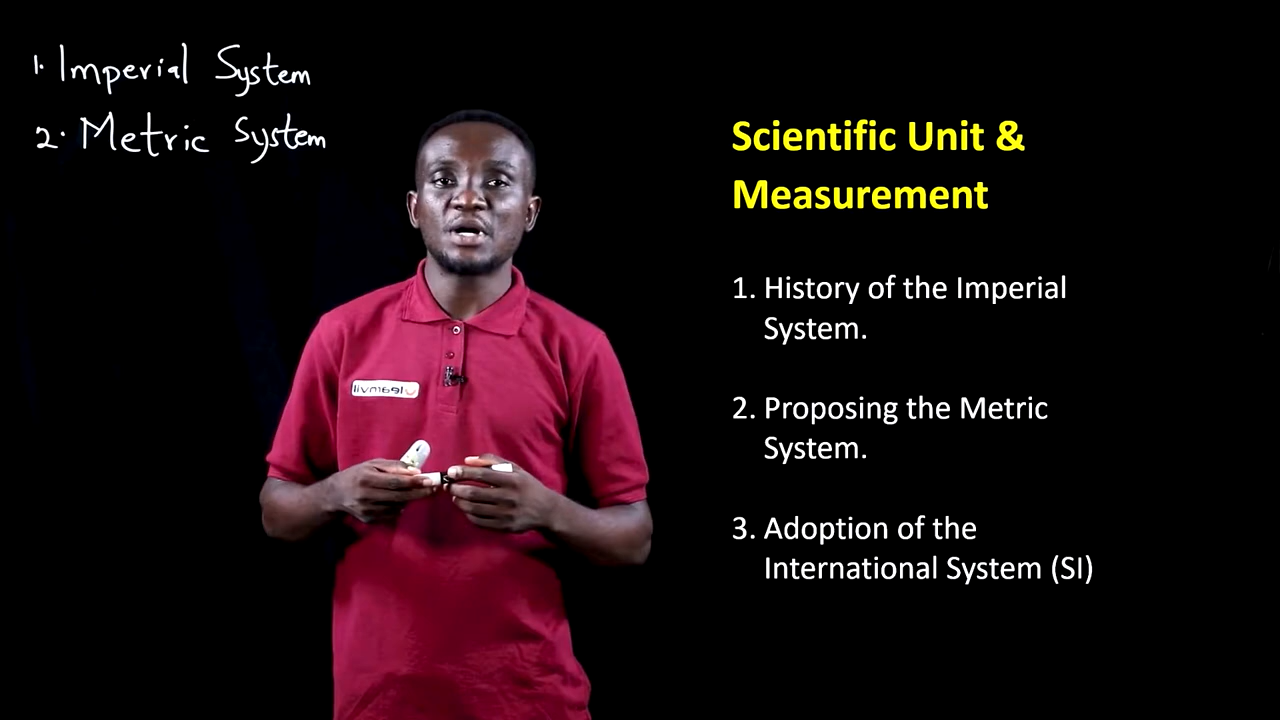 1. Imperial System
2. Metric System
Scientific Unit &
Measurement
1. History of the Imperial
System.
2. Proposing the Metric
System.
3. Adoption of the
International System (SI)
ulearnvil